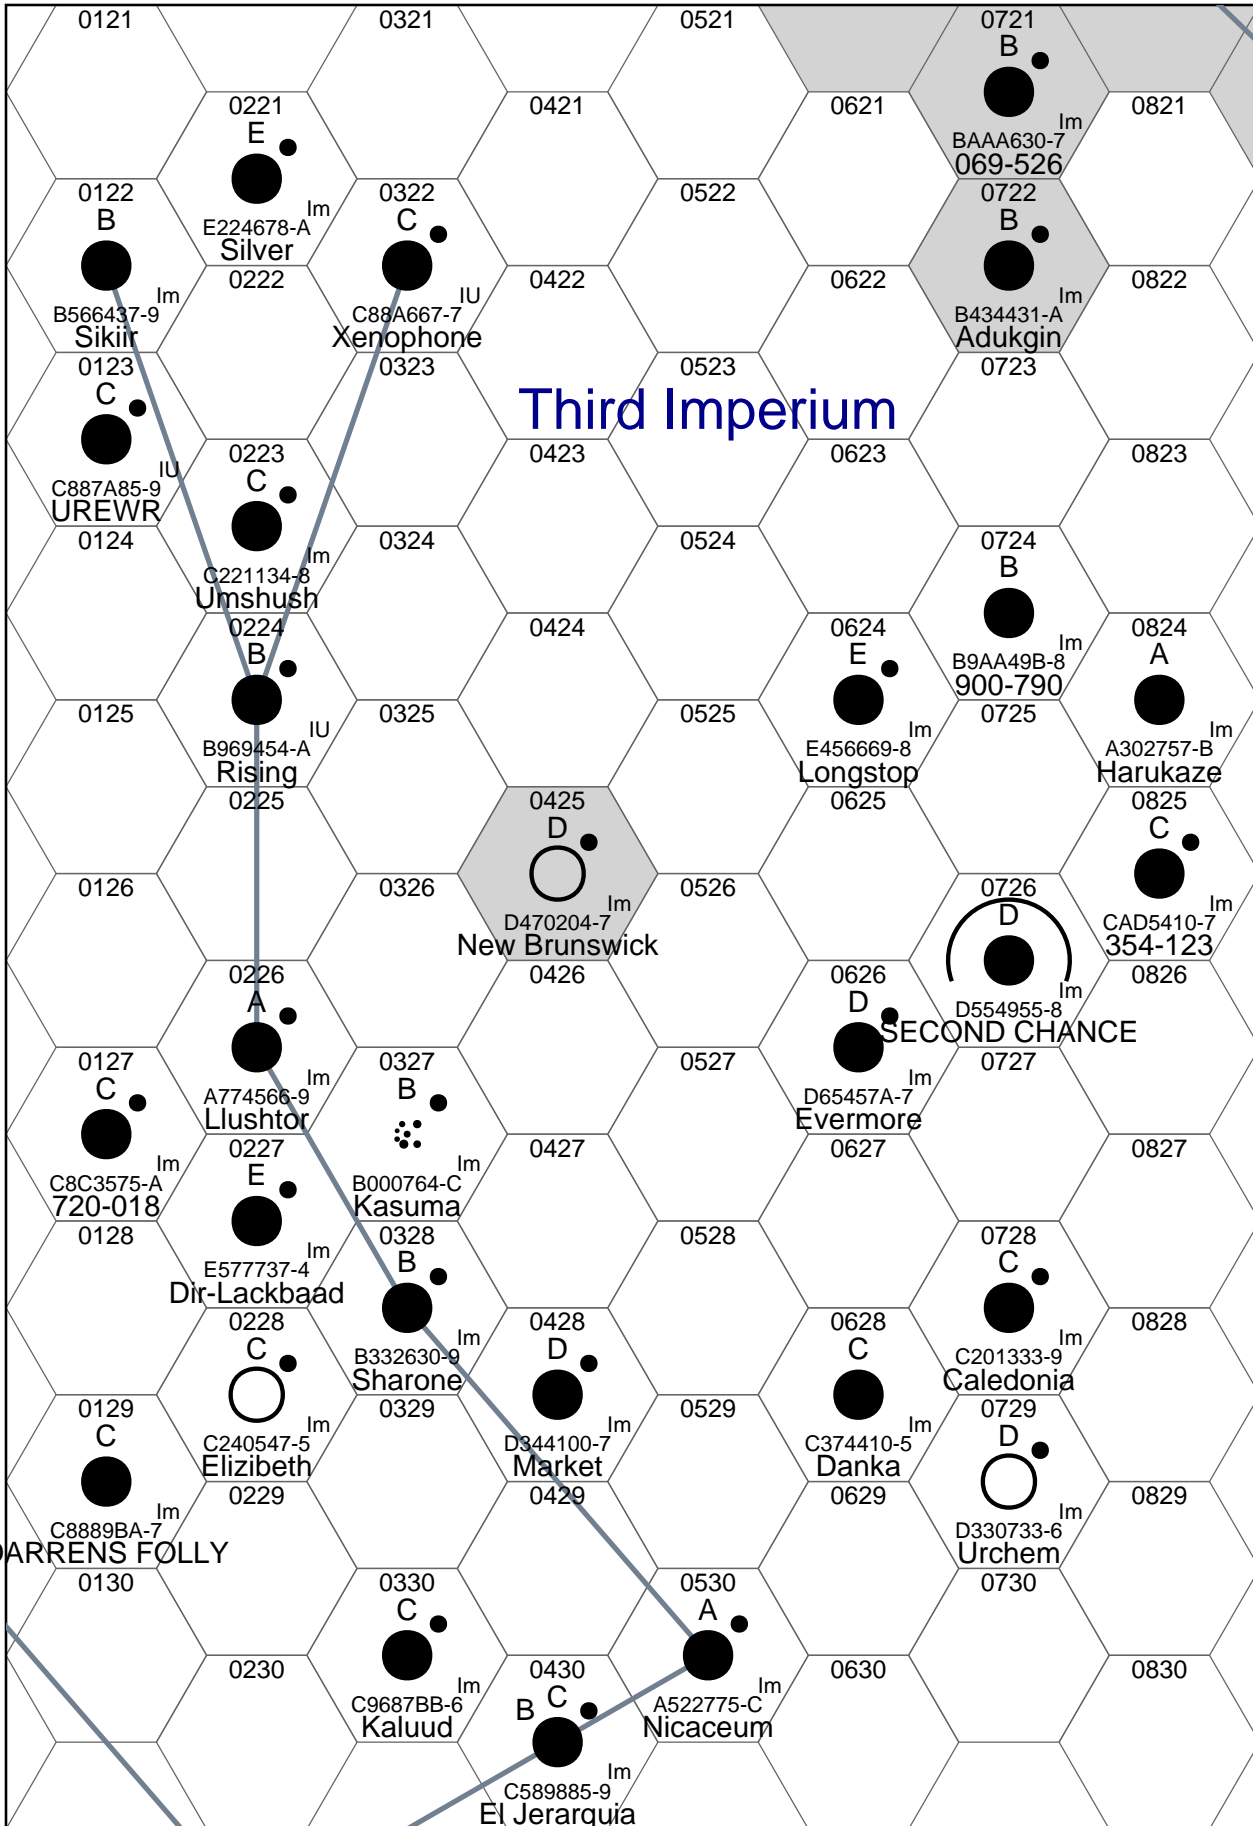 0121
0321
0521
0721
B
Im
BAAA630-7
069-526
0221
E
Im
E224678-A
Silver
0421
0621
0821
0122
B
Im
B566437-9
Sikiir
0322
C
IU
C88A667-7
Xenophone
0522
0722
B
Im
B434431-A
Adukgin
0222
0422
0622
0822
0123
C
IU
C887A85-9
UREWR
0323
0523
0723
Third Imperium
0223
C
Im
C221134-8
Umshush
0423
0623
0823
0124
0324
0524
0724
B
Im
B9AA49B-8
900-790
0224
B
IU
B969454-A
Rising
0424
0624
E
Im
E456669-8
Longstop
0824
A
Im
A302757-B
Harukaze
0125
0325
0525
0725
0225
0425
D
Im
D470204-7
New Brunswick
0625
0825
C
Im
CAD5410-7
354-123
0126
0326
0526
0726
D
Im
D554955-8
SECOND CHANCE
0226
A
Im
A774566-9
Llushtor
0426
0626
D
Im
D65457A-7
Evermore
0826
0127
C
Im
C8C3575-A
720-018
0327
B
Im
B000764-C
Kasuma
0527
0727
0227
E
Im
E577737-4
Dir-Lackbaad
0427
0627
0827
0128
0328
B
Im
B332630-9
Sharone
0528
0728
C
Im
C201333-9
Caledonia
0228
C
Im
C240547-5
Elizibeth
0428
D
Im
D344100-7
Market
0628
C
Im
C374410-5
Danka
0828
0129
C
Im
C8889BA-7
DARRENS FOLLY
0329
0529
0729
D
Im
D330733-6
Urchem
0229
0429
0629
0829
0130
0330
C
Im
C9687BB-6
Kaluud
0530
A
Im
A522775-C
Nicaceum
0730
0230
0430
B C
Im
C589885-9
El Jerarquia
0630
0830